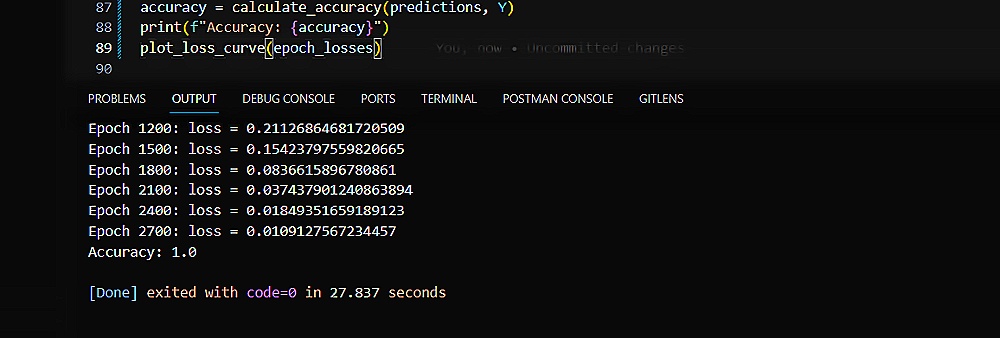 87 accuracy = calculate_accuracy(predictions, Y)
88 print(f"Accuracy: {accuracy}")
89 plot_loss_curve(epoch_losses) You, now • Uncommitted changes
90
PROBLEMS OUTPUT DEBUG CONSOLE PORTS TERMINAL POSTMAN CONSOLE GITLENS
Epoch 1200: loss = 0.21126864681720509
Epoch 1500: loss = 0.15423797559820665
Epoch 1800: loss = 0.0836615896780861
Epoch 2100: loss = 0.037437901240863894
Epoch 2400: loss = 0.01849351659189123
Epoch 2700: loss = 0.0109127567234457
Accuracy: 1.0
[Done] exited with code=0 in 27.837 seconds